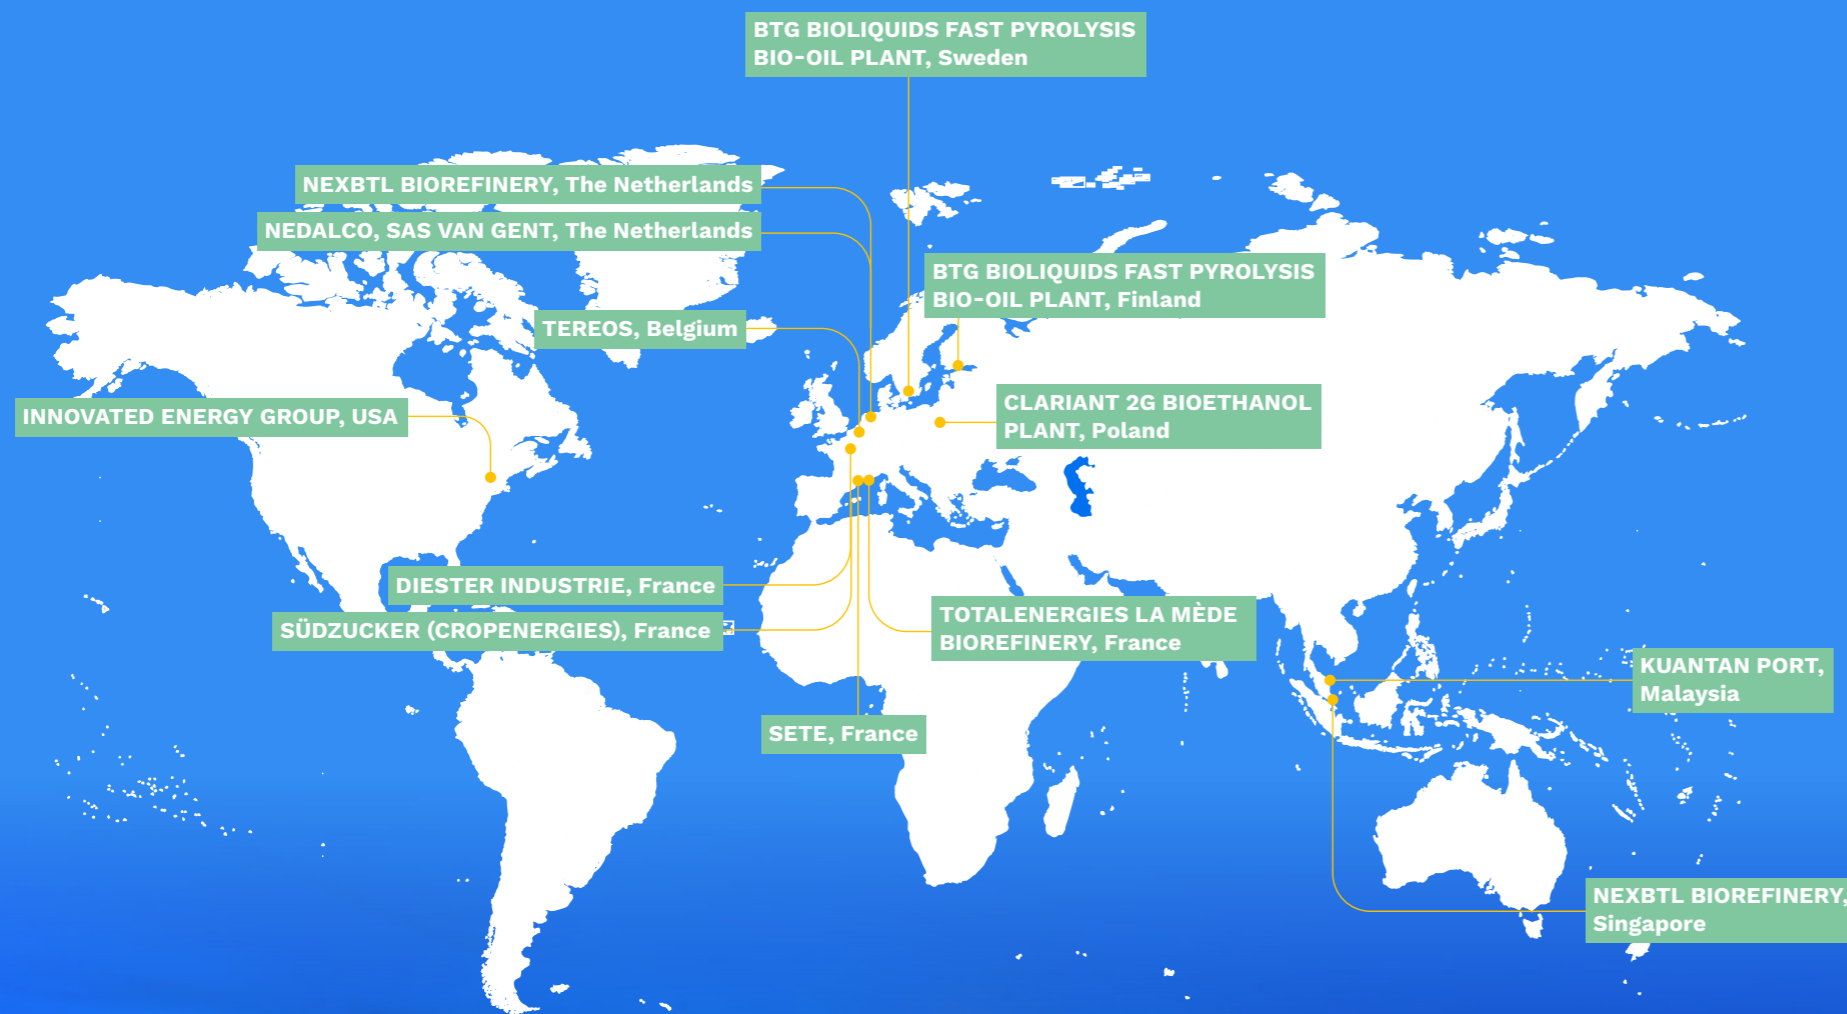 BTG BIOLIQUIDS FAST PYROLYSIS
BIO-OIL PLANT, Sweden
NEXBTL BIOREFINERY, The Netherlands
NEDALCO, SAS VAN GENT, The Netherlands
BTG BIOLIQUIDS FAST PYROLYSIS
BIO-OIL PLANT, Finland
TEREOS, Belgium
INNOVATED ENERGY GROUP, USA
CLARIANT 2G BIOETHANOL
PLANT, Poland
DIESTER INDUSTRIE, France
SÜDZUCKER (CROPENERGIES), France
TOTALENERGIES LA MÈDE
BIOREFINERY, France
KUANTAN PORT,
Malaysia
SETE, France
NEXBTL BIOREFINERY,
Singapore